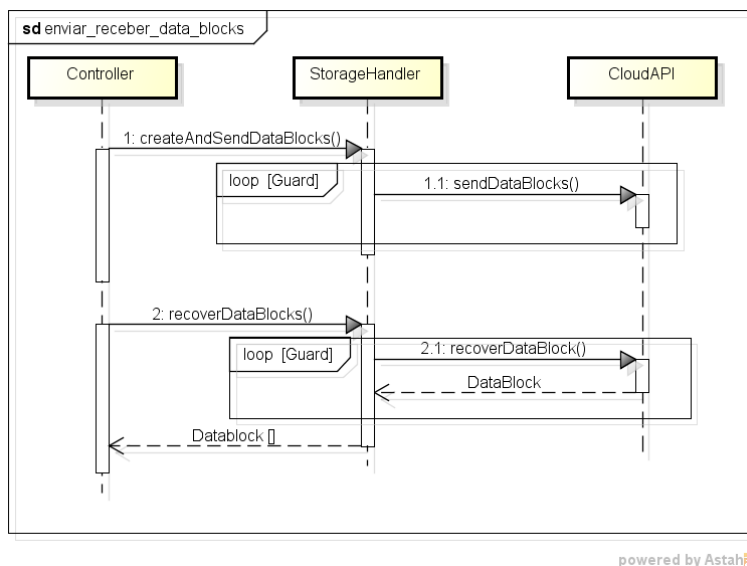 sd enviar_receber_data_blocks
Controller
StorageHandler
CloudAPI
1: createAndSendDataBlocks()
loop [Guard]
1.1: sendDataBlocks()
2: recoverDataBlocks()
loop [Guard]
2.1: recoverDataBlock()
DataBlock
Datablock []
powered by Astah